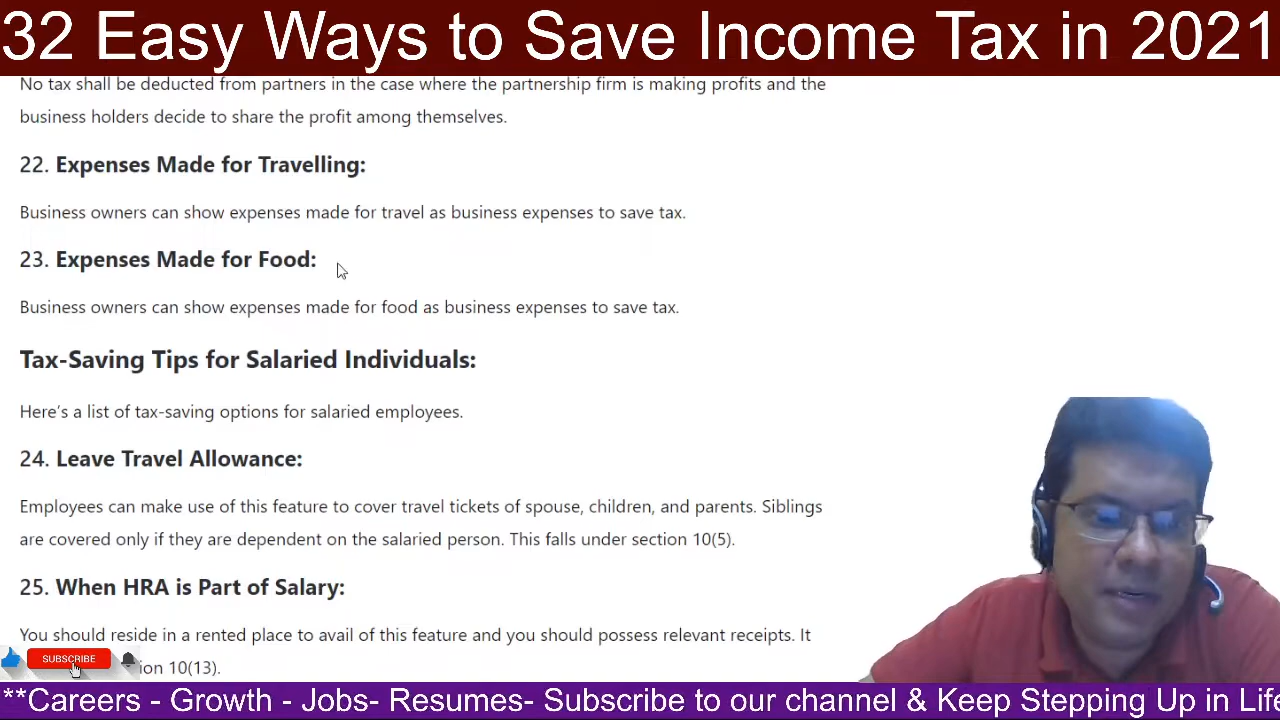 32 Easy Ways to Save Income Tax in 2021
No tax shall be deducted from partners in the case where the partnership firm is making profits and the
business holders decide to share the profit among themselves.
22. Expenses Made for Travelling:
Business owners can show expenses made for travel as business expenses to save tax.
23. Expenses Made for Food:
Business owners can show expenses made for food as business expenses to save tax.
Tax-Saving Tips for Salaried Individuals:
Here's a list of tax-saving options for salaried employees.
24. Leave Travel Allowance:
Employees can make use of this feature to cover travel tickets of spouse, children, and parents. Siblings
are covered only if they are dependent on the salaried person. This falls under section 10(5).
25. When HRA is Part of Salary:
You should reside in a rented place to avail of this feature and you should possess relevant receipts. It
ion 10(13).
SUBSCRIBE
**Careers - Growth - Jobs- Resumes- Subscribe to our channel & Keep Stepping Up in Life